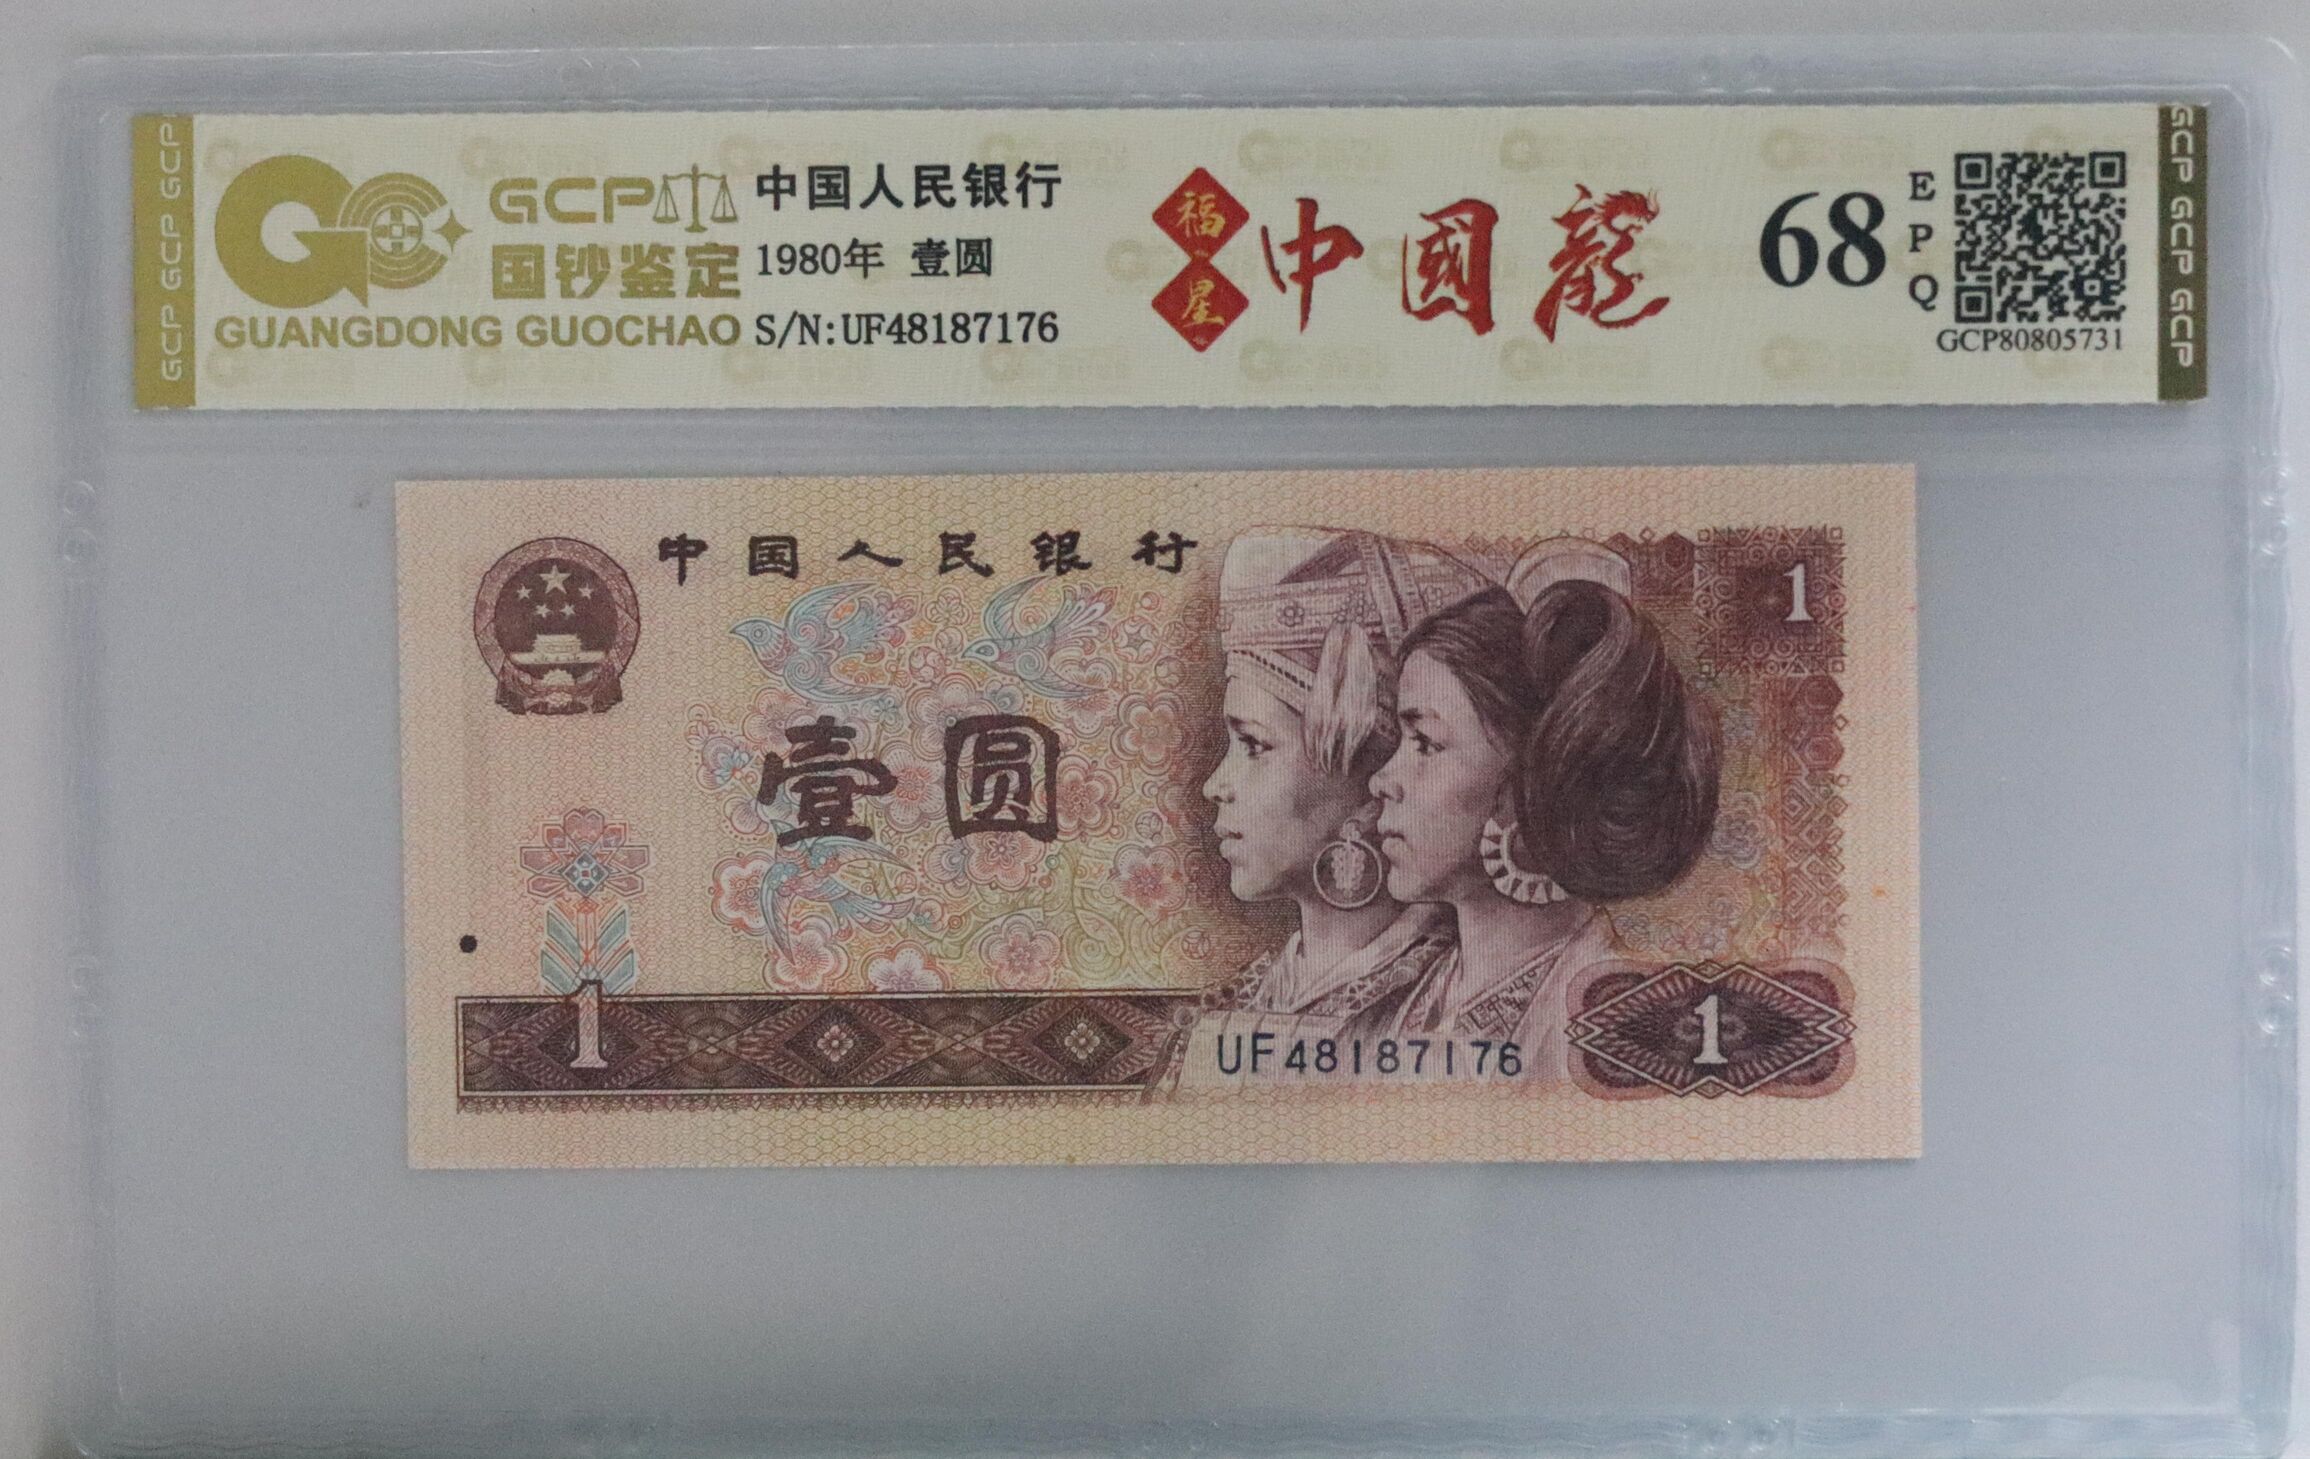 GCP GCP GCP
GCP
国钞鉴定
GUANGDONG GUOCHAO
中国人民银行
1980年 壹圆
S/N:UF48187176
福星
中國龍
68
EPQ
GCP80805731
GCP GCP GCP GCP
中国人民银行
1
壹圆
1
UF48187176
1